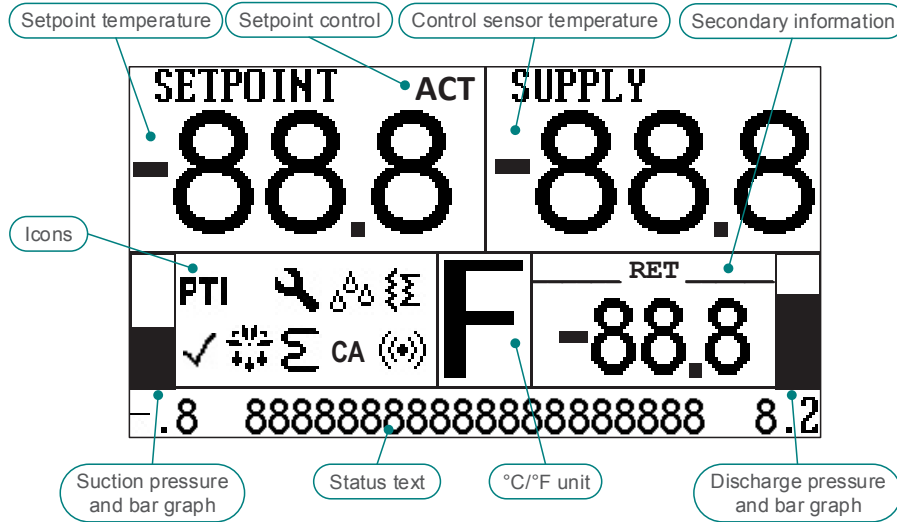 Setpoint temperature
Setpoint control
Control sensor temperature
Secondary information
SETPOINT
ACT
SUPPLY
-88.8
-88.8
Icons
PTI
CA
F
RET
-88.8
-.8
888888888888888888888
8.2
Suction pressure
and bar graph
Status text
°C/°F unit
Discharge pressure
and bar graph